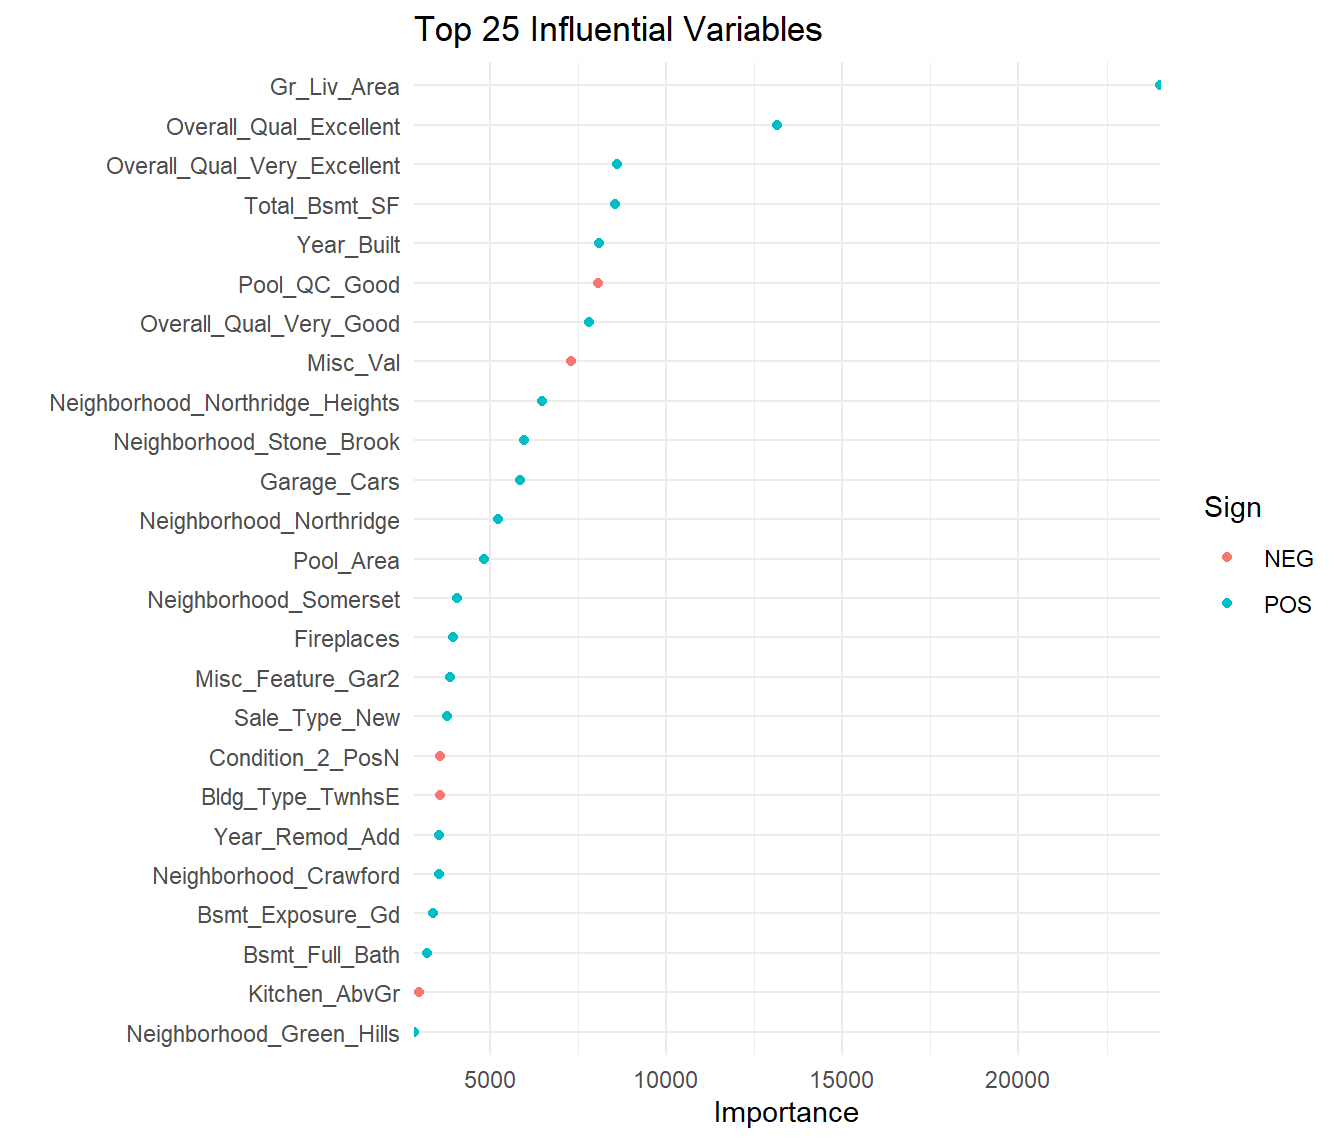 Top 25 Influential Variables
Gr_Liv_Area
Overall_Qual_Excellent
Overall_Qual_Very_Excellent
Total_Bsmt_SF
Year_Built
Pool_QC_Good
Overall_Qual_Very_Good
Misc_Val
Neighborhood_Northridge_Heights
Neighborhood_Stone_Brook
Garage_Cars
Neighborhood_Northridge
Pool_Area
Neighborhood_Somerset
Fireplaces
Misc_Feature_Gar2
Sale_Type_New
Condition_2_PosN
Bldg_Type_TwnhsE
Year_Remod_Add
Neighborhood_Crawford
Bsmt_Exposure_Gd
Bsmt_Full_Bath
Kitchen_AbvGr
Neighborhood_Green_Hills
5000 10000 15000 20000
Importance
Sign
NEG
POS